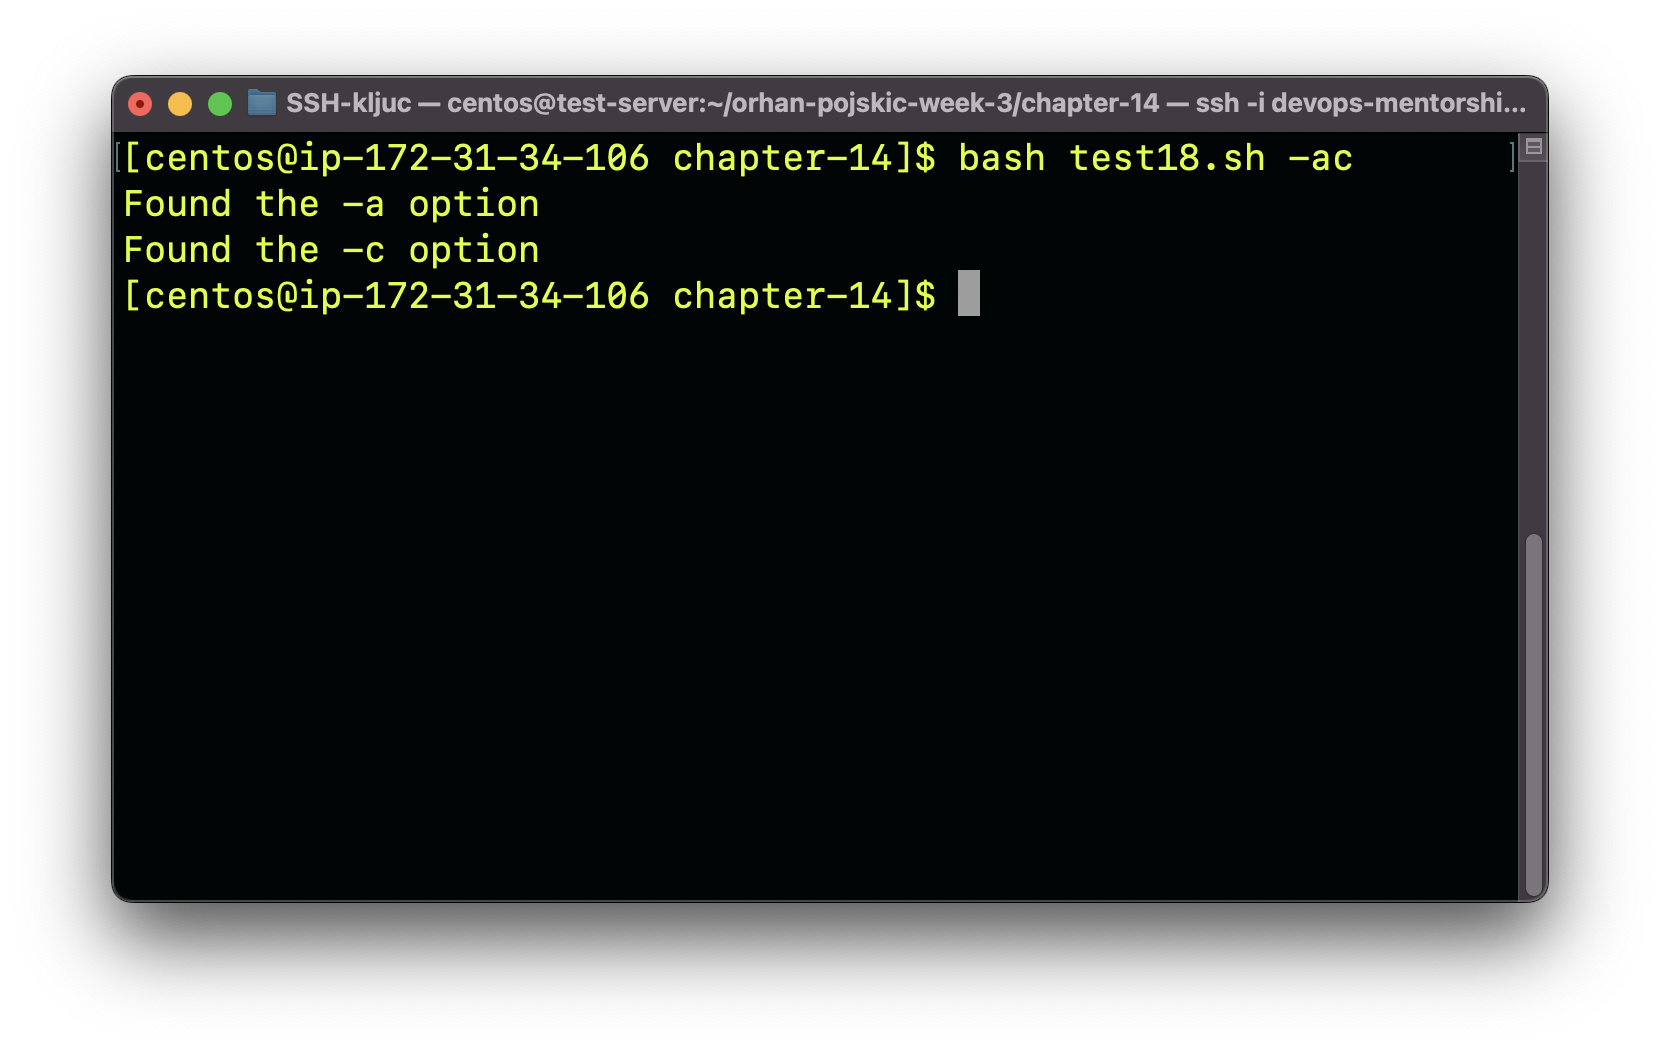 SSH-kljuc — centos@test-server:~/orhan-pojskic-week-3/chapter-14 — ssh -i devops-mentorshi...
[centos@ip-172-31-34-106 chapter-14]$ bash test18.sh -ac
Found the -a option
Found the -c option
[centos@ip-172-31-34-106 chapter-14]$